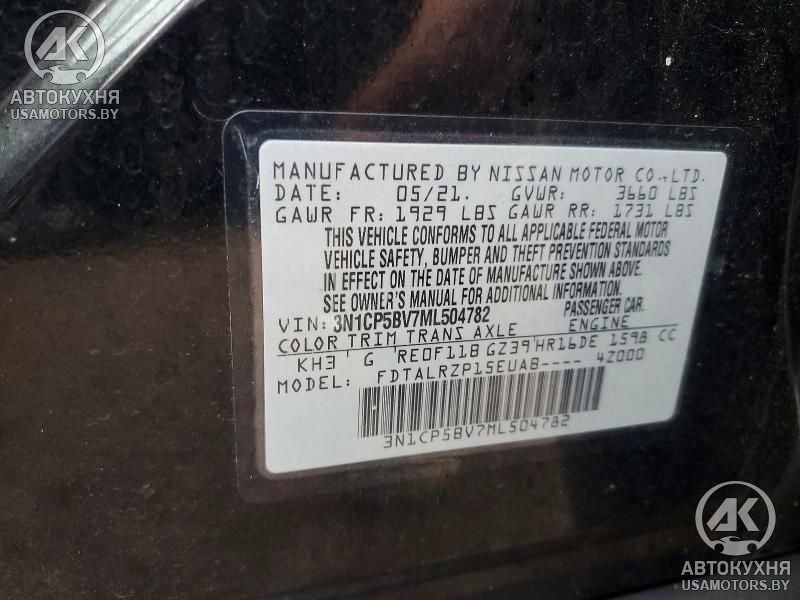 AK
АВТОКУХНЯ
USAMOTORS.BY
MANUFACTURED BY NISSAN MOTOR CO.,LTD.
DATE: 05/21. GVWR: 3660 LBS
GAWR FR: 1929 LBS GAWR RR: 1731 LBS
THIS VEHICLE CONFORMS TO ALL APPLICABLE FEDERAL MOTOR
VEHICLE SAFETY, BUMPER AND THEFT PREVENTION STANDARDS
IN EFFECT ON THE DATE OF MANUFACTURE SHOWN ABOVE.
SEE OWNER'S MANUAL FOR ADDITIONAL INFORMATION.
VIN: 3N1CP5BV7ML504782 PASSENGER CAR.
COLOR TRIM TRANS AXLE ENGINE
KH3 G RE0F11B GZ39 HR16DE 1598 CC
MODEL: FDTALRZP15EUAB---- 42000
3N1CP5BV7ML504782
AK
АВТОКУХНЯ
USAMOTORS.BY